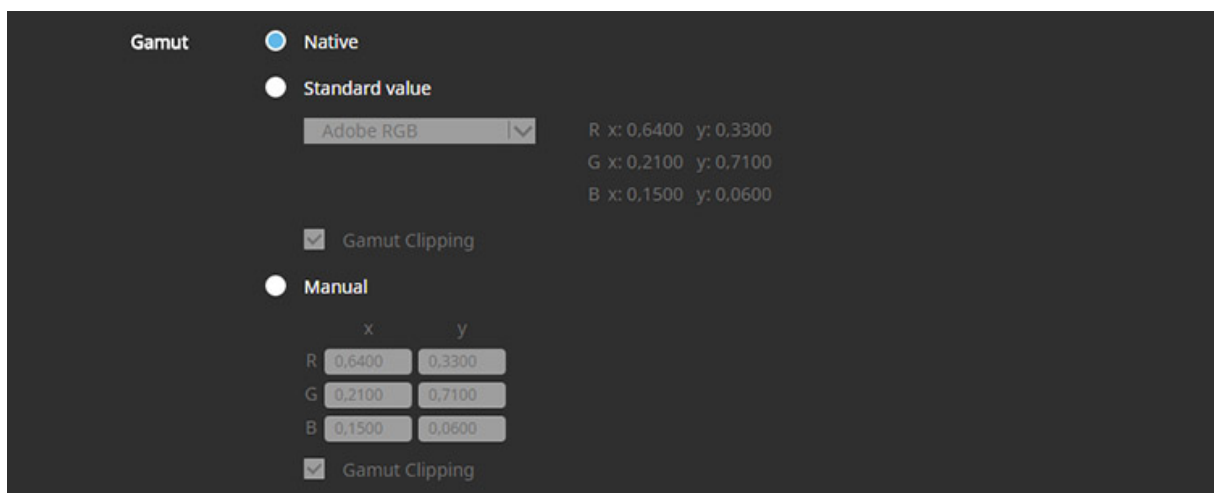 Gamut Native
Standard value
Adobe RGB R x: 0,6400 y: 0,3300
G x: 0,2100 y: 0,7100
B x: 0,1500 y: 0,0600
Gamut Clipping
Manual
x y
R 0,6400 0,3300
G 0,2100 0,7100
B 0,1500 0,0600
Gamut Clipping